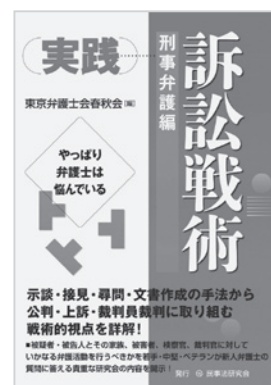 実践
訴訟戦術
刑事弁護編
東京弁護士会春秋会 編
やっぱり
弁護士は
悩んでいる
示談・接見・尋問・文書作成の手法から
公判・上訴・裁判員裁判に取り組む
戦術的視点を詳解！
■被疑者・被告人とその家族、被害者、検察官、裁判官に対して
いかなる弁護活動を行うべきかを若手・中堅・ベテランが新人弁護士の
質問に答える貴重な研究会の内容を開示！
発行 民事法研究会